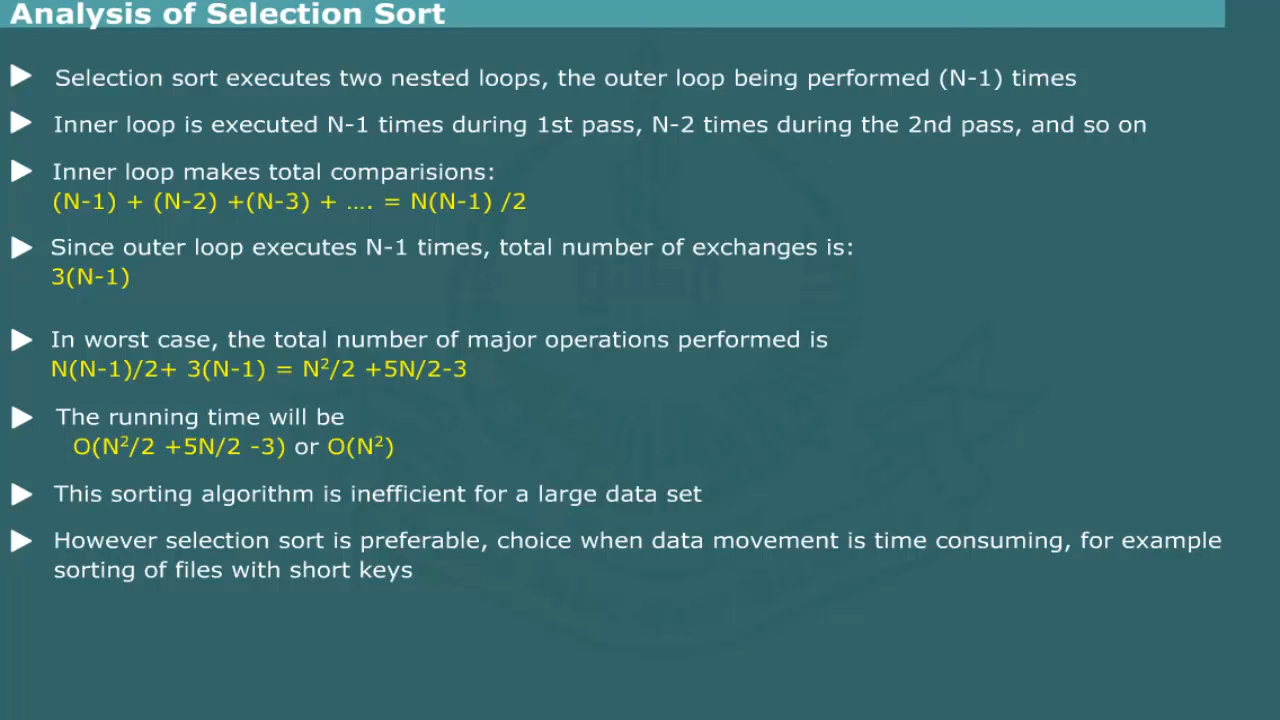 Analysis of Selection Sort
Selection sort executes two nested loops, the outer loop being performed (N-1) times
Inner loop is executed N-1 times during 1st pass, N-2 times during the 2nd pass, and so on
Inner loop makes total comparisions:
(N-1) + (N-2) +(N-3) + .... = N(N-1) /2
Since outer loop executes N-1 times, total number of exchanges is:
3(N-1)
In worst case, the total number of major operations performed is
N(N-1)/2+ 3(N-1) = N²/2 +5N/2-3
The running time will be
O(N²/2 +5N/2 -3) or O(N²)
This sorting algorithm is inefficient for a large data set
However selection sort is preferable, choice when data movement is time consuming, for example
sorting of files with short keys